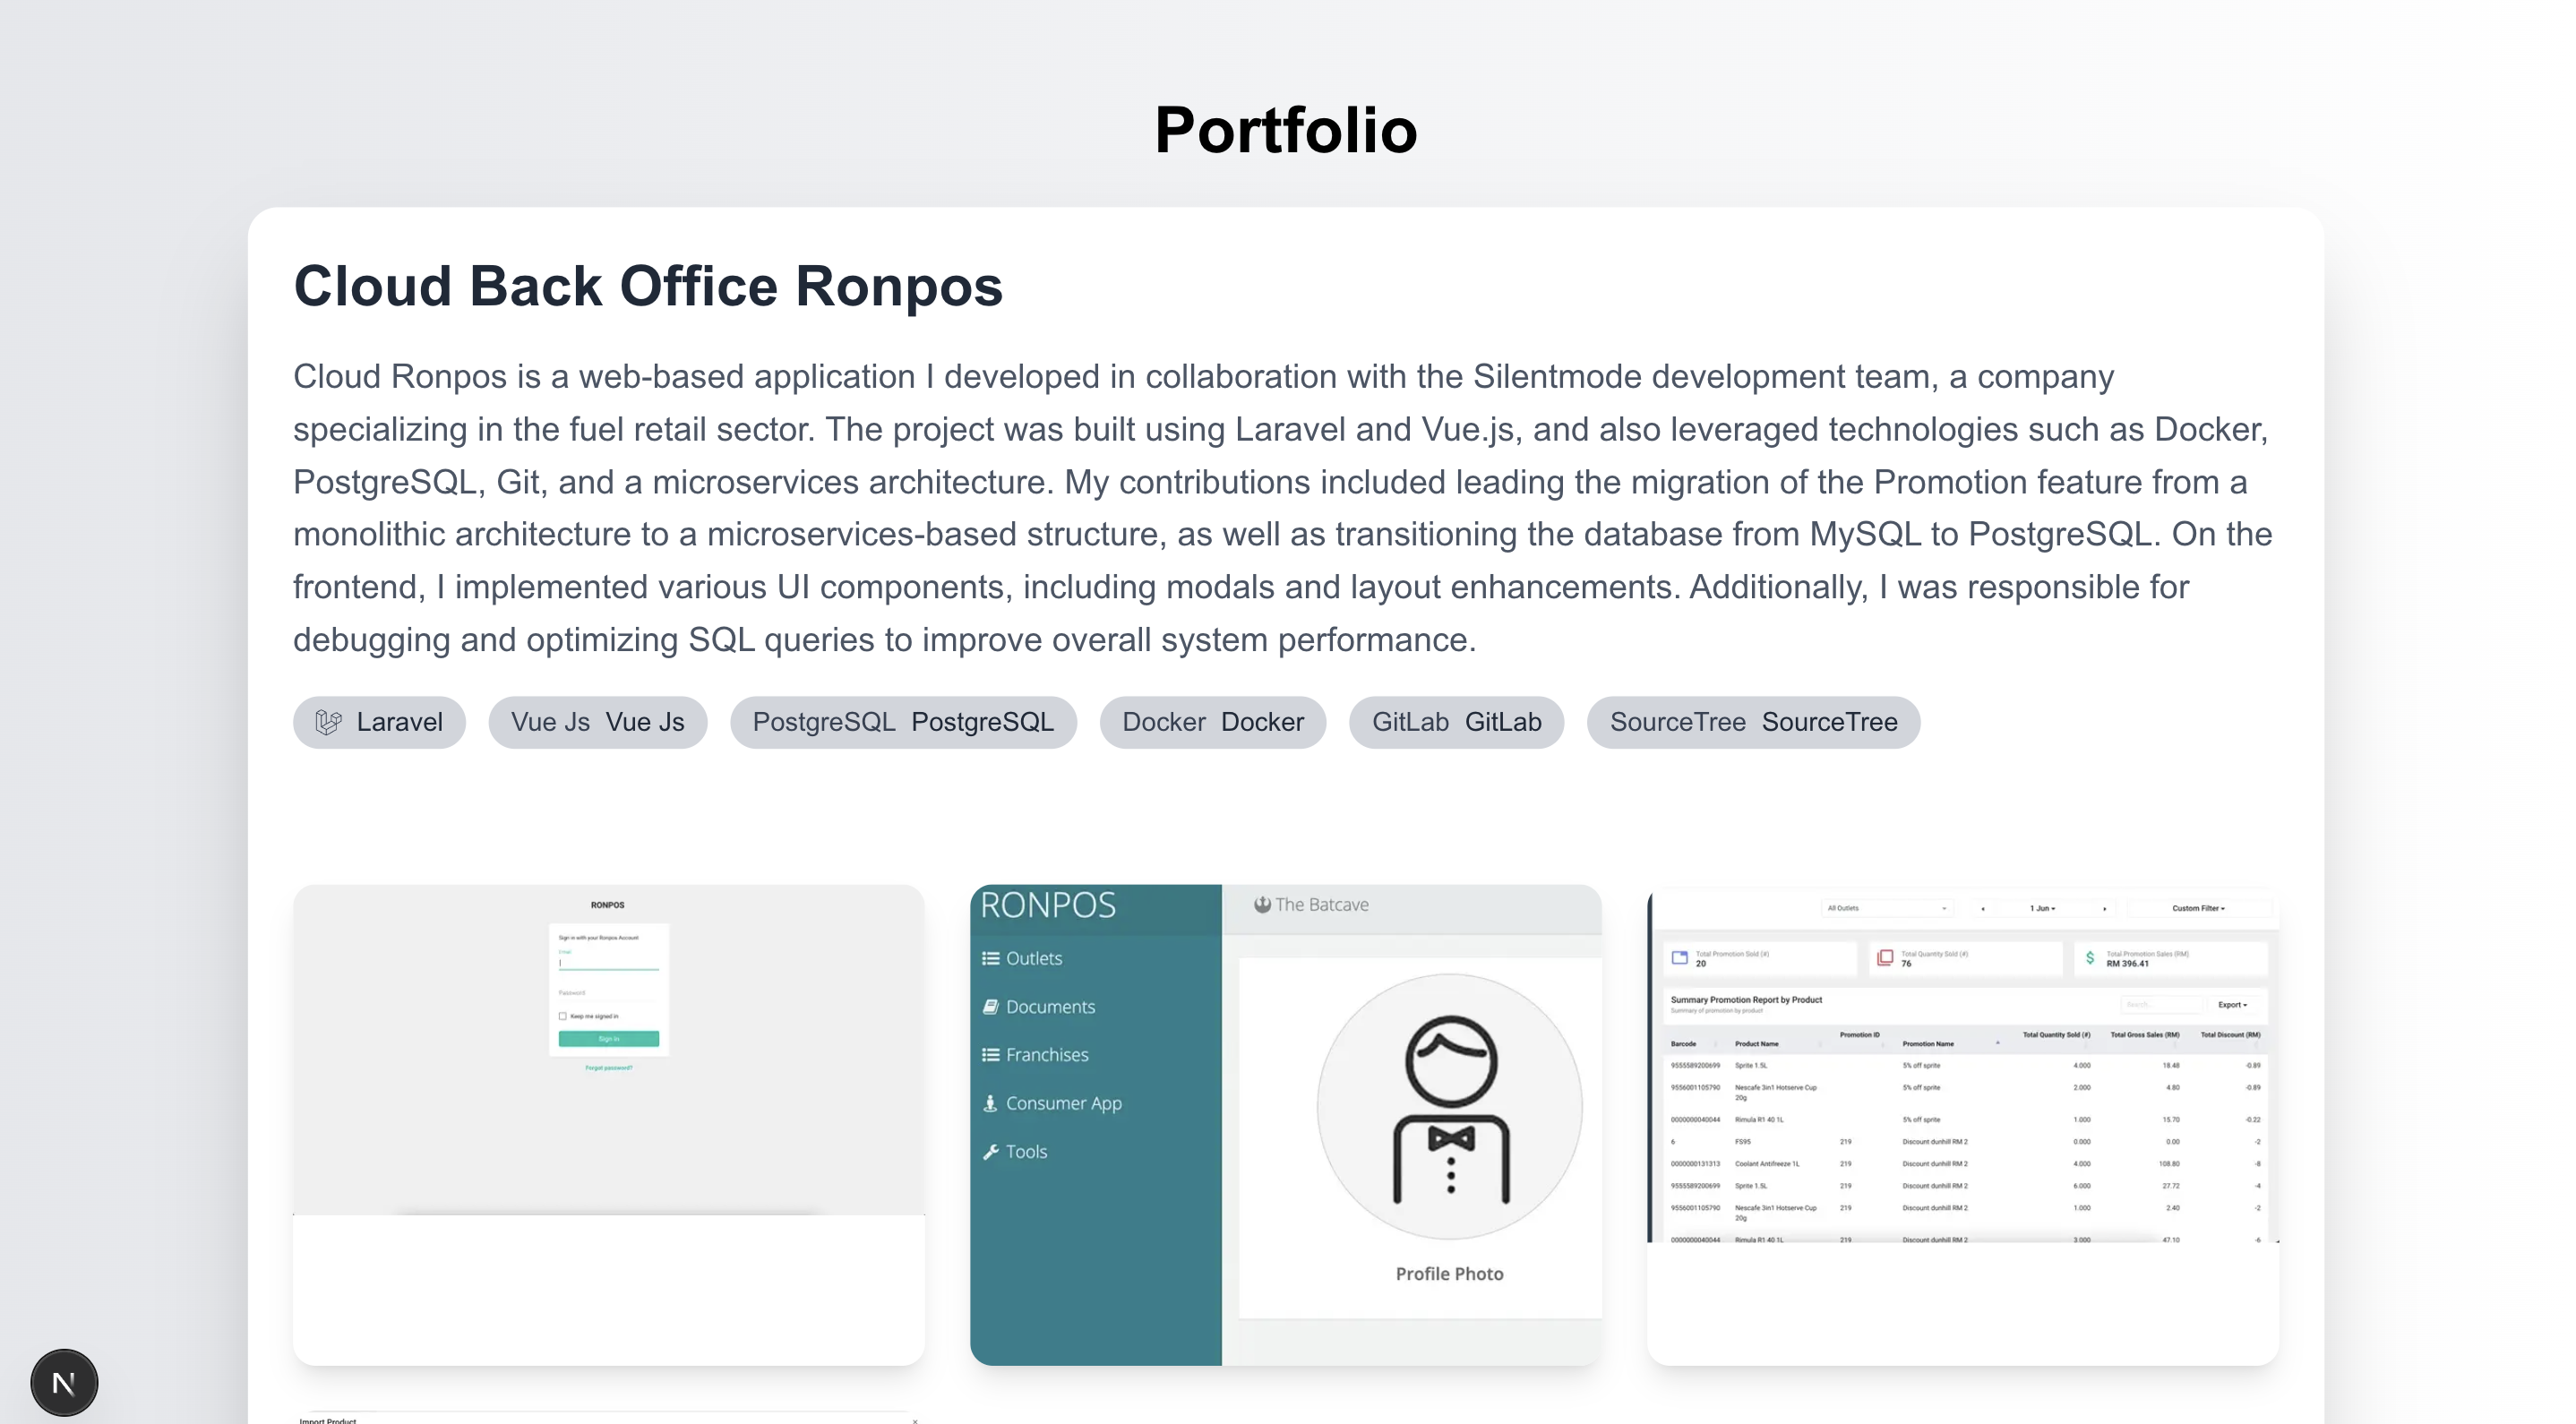 Portfolio
Cloud Back Office Ronpos
Cloud Ronpos is a web-based application I developed in collaboration with the Silentmode development team, a company
specializing in the fuel retail sector. The project was built using Laravel and Vue.js, and also leveraged technologies such as Docker,
PostgreSQL, Git, and a microservices architecture. My contributions included leading the migration of the Promotion feature from a
monolithic architecture to a microservices-based structure, as well as transitioning the database from MySQL to PostgreSQL. On the
frontend, I implemented various UI components, including modals and layout enhancements. Additionally, I was responsible for
debugging and optimizing SQL queries to improve overall system performance.
Laravel Vue Js Vue Js PostgreSQL PostgreSQL Docker Docker GitLab GitLab SourceTree SourceTree
RONPOS
Sign in with your Ronpos Account
Email
Password
Keep me signed in
Sign in
Forgot password?
RONPOS
The Batcave
Outlets
Documents
Franchises
Consumer App
Tools
Profile Photo
All Outlets 1 Jun Custom Filter
Total Promotion Sold (#)
20
Total Quantity Sold (#)
76
Total Promotion Sales (RM)
RM 396.41
Summary Promotion Report by Product
Summary of promotion by product
Search... Export
Barcode Product Name Promotion ID Promotion Name Total Quantity Sold (#) Total Gross Sales (RM) Total Discount (RM)
9555589200699 Sprite 1.5L 5% off sprite 4.000 18.48 -0.89
9556001105790 Nescafe 3in1 Hotserve Cup 20g 5% off sprite 2.000 4.80 -0.89
0000000040044 Rimula R1 40 1L 5% off sprite 1.000 15.70 -0.22
6 FS95 219 Discount dunhill RM 2 0.000 0.00 -2
0000000131313 Coolant Antifreeze 1L 219 Discount dunhill RM 2 4.000 108.80 -8
9555589200699 Sprite 1.5L 219 Discount dunhill RM 2 6.000 27.72 -4
9556001105790 Nescafe 3in1 Hotserve Cup 20g 219 Discount dunhill RM 2 1.000 2.40 -2
0000000040044 Rimula R1 40 1L 219 Discount dunhill RM 2 3.000 47.10 -6
N
Import Product